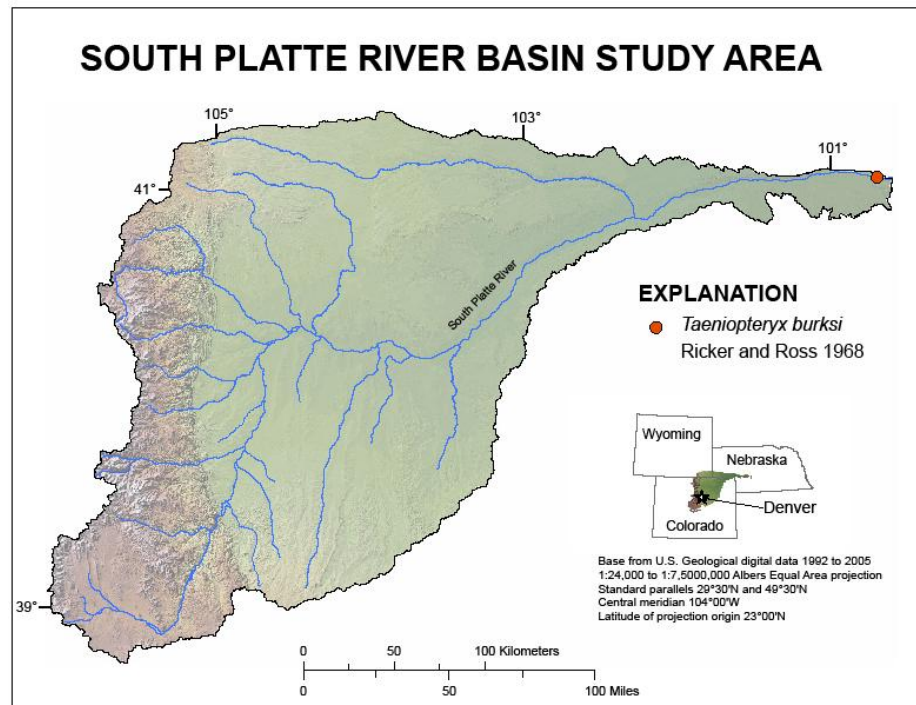 SOUTH PLATTE RIVER BASIN STUDY AREA
105°
103°
101°
41°
South Platte River
EXPLANATION
Taeniopteryx burksi
Ricker and Ross 1968
Wyoming
Nebraska
Denver
Colorado
Base from U.S. Geological digital data 1992 to 2005
1:24,000 to 1:7,5000,000 Albers Equal Area projection
Standard parallels 29°30'N and 49°30'N
Central meridian 104°00'W
Latitude of projection origin 23°00'N
39°
0 50 100 Kilometers
0 50 100 Miles